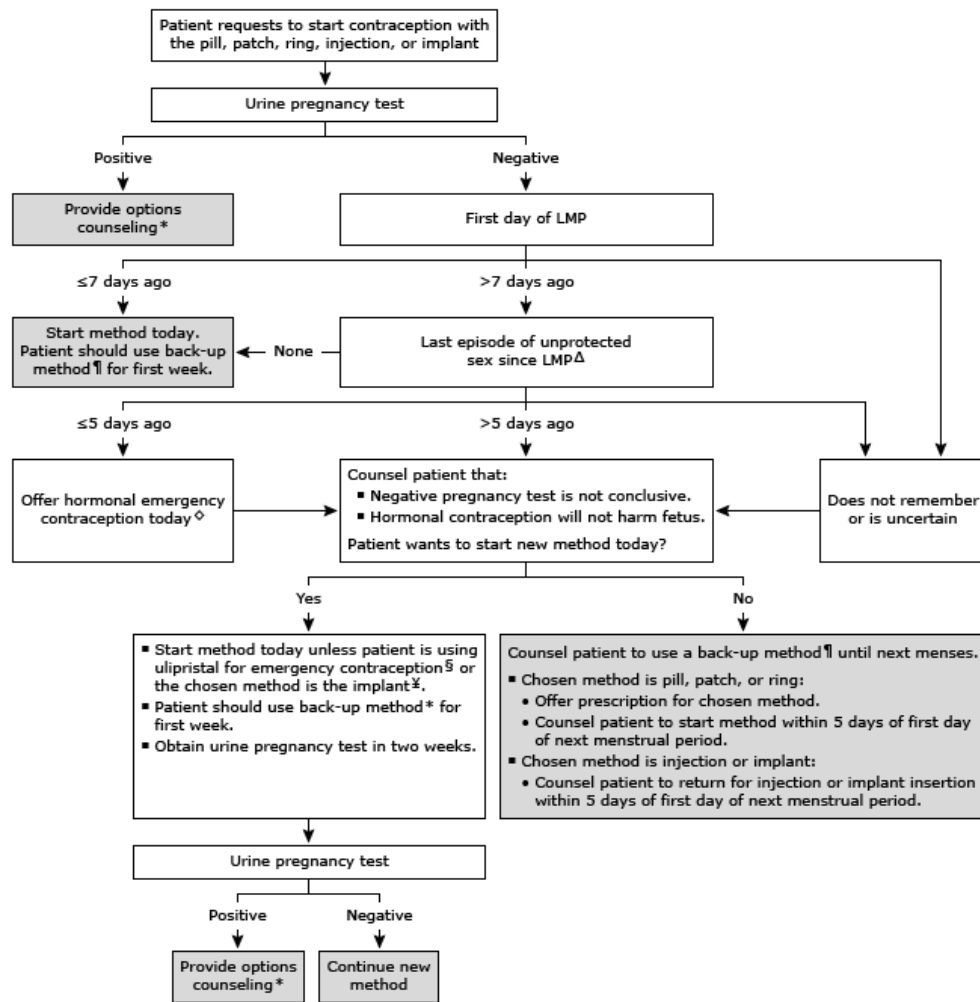 Patient requests to start contraception with
the pill, patch, ring, injection, or implant
Urine pregnancy test
Positive
Negative
Provide options
counseling*
First day of LMP
≤7 days ago
>7 days ago
Start method today.
Patient should use back-up
method¶ for first week.
None
Last episode of unprotected
sex since LMPΔ
≤5 days ago
>5 days ago
Offer hormonal emergency
contraception today◇
Counsel patient that:
▪ Negative pregnancy test is not conclusive.
▪ Hormonal contraception will not harm fetus.
Patient wants to start new method today?
Does not remember
or is uncertain
Yes
No
▪ Start method today unless patient is using
ulipristal for emergency contraception§ or
the chosen method is the implant¥.
▪ Patient should use back-up method* for
first week.
▪ Obtain urine pregnancy test in two weeks.
Counsel patient to use a back-up method¶ until next menses.
▪ Chosen method is pill, patch, or ring:
• Offer prescription for chosen method.
• Counsel patient to start method within 5 days of first day
of next menstrual period.
▪ Chosen method is injection or implant:
• Counsel patient to return for injection or implant insertion
within 5 days of first day of next menstrual period.
Urine pregnancy test
Positive
Negative
Provide options
counseling*
Continue new
method